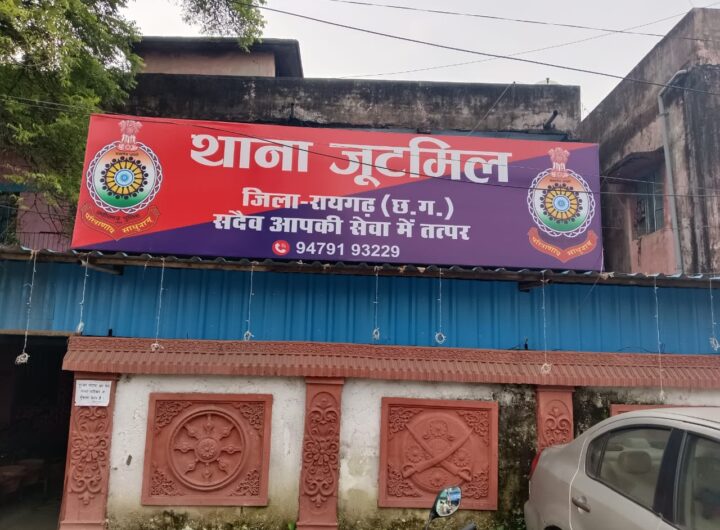 थाना जूटमिल
जिला-रायगढ़ (छ.ग.)
सदैव आपकी सेवा में तत्पर
94791 93229